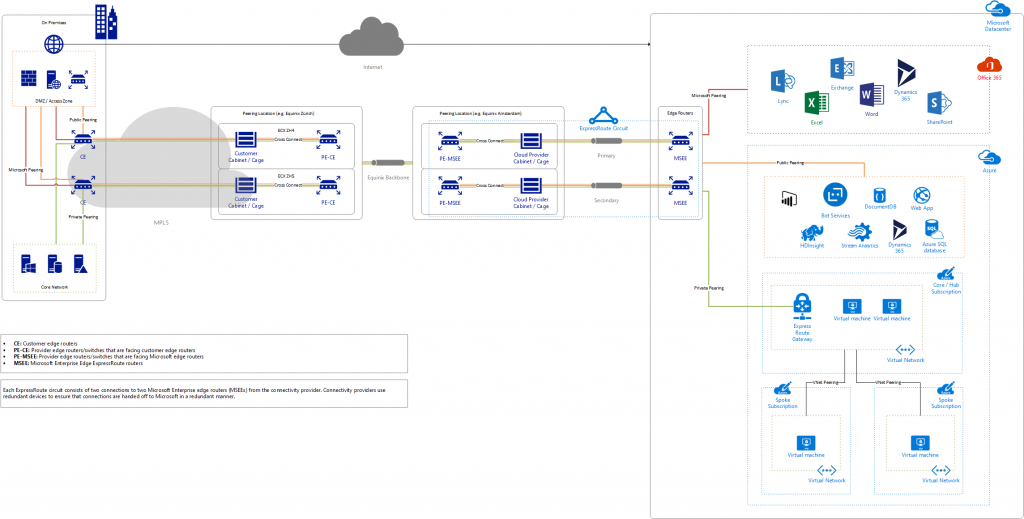 On Premises
DMZ / AccessZone
Public Peering
CE
Microsoft Peering
CE
Private Peering
Core Network
MPLS
Internet
Peering Location (e.g. Equinix Zürich)
ECX ZH4
Cross Connect
Customer
Cabinet / Cage
PE-CE
ECX ZH5
Cross Connect
Customer
Cabinet / Cage
PE-CE
Equinix Backbone
Peering Location (e.g. Equinix Amsterdam)
PE-MSEE
Cross Connect
Cloud Provider
Cabinet / Cage
PE-MSEE
Cross Connect
Cloud Provider
Cabinet / Cage
ExpressRoute Circuit
Primary
Secondary
Edge Routers
MSEE
MSEE
Microsoft
Datacenter
Microsoft Peering
Office 365
Lync
Exchange
Dynamics
365
Excel
Word
SharePoint
Azure
Public Peering
Bot Services
DocumentDB
Web App
HDInsight
Stream Analytics
Dynamics
365
Azure SQL
database
Private Peering
Core / Hub
Subscription
Express
Route
Gateway
Virtual machine
Virtual machine
Virtual Network
VNet Peering
VNet Peering
Spoke
Subscription
Spoke
Subscription
Virtual machine
Virtual machine
Virtual Network
Virtual Network
• CE: Customer edge routers
• PE-CE: Provider edge routers/switches that are facing customer edge routers
• PE-MSEE: Provider edge routers/switches that are facing Microsoft edge routers
• MSEE: Microsoft Enterprise Edge ExpressRoute routers
Each ExpressRoute circuit consists of two connections to two Microsoft Enterprise edge routers (MSEEs) from the connectivity provider. Connectivity providers use
redundant devices to ensure that connections are handed off to Microsoft in a redundant manner.